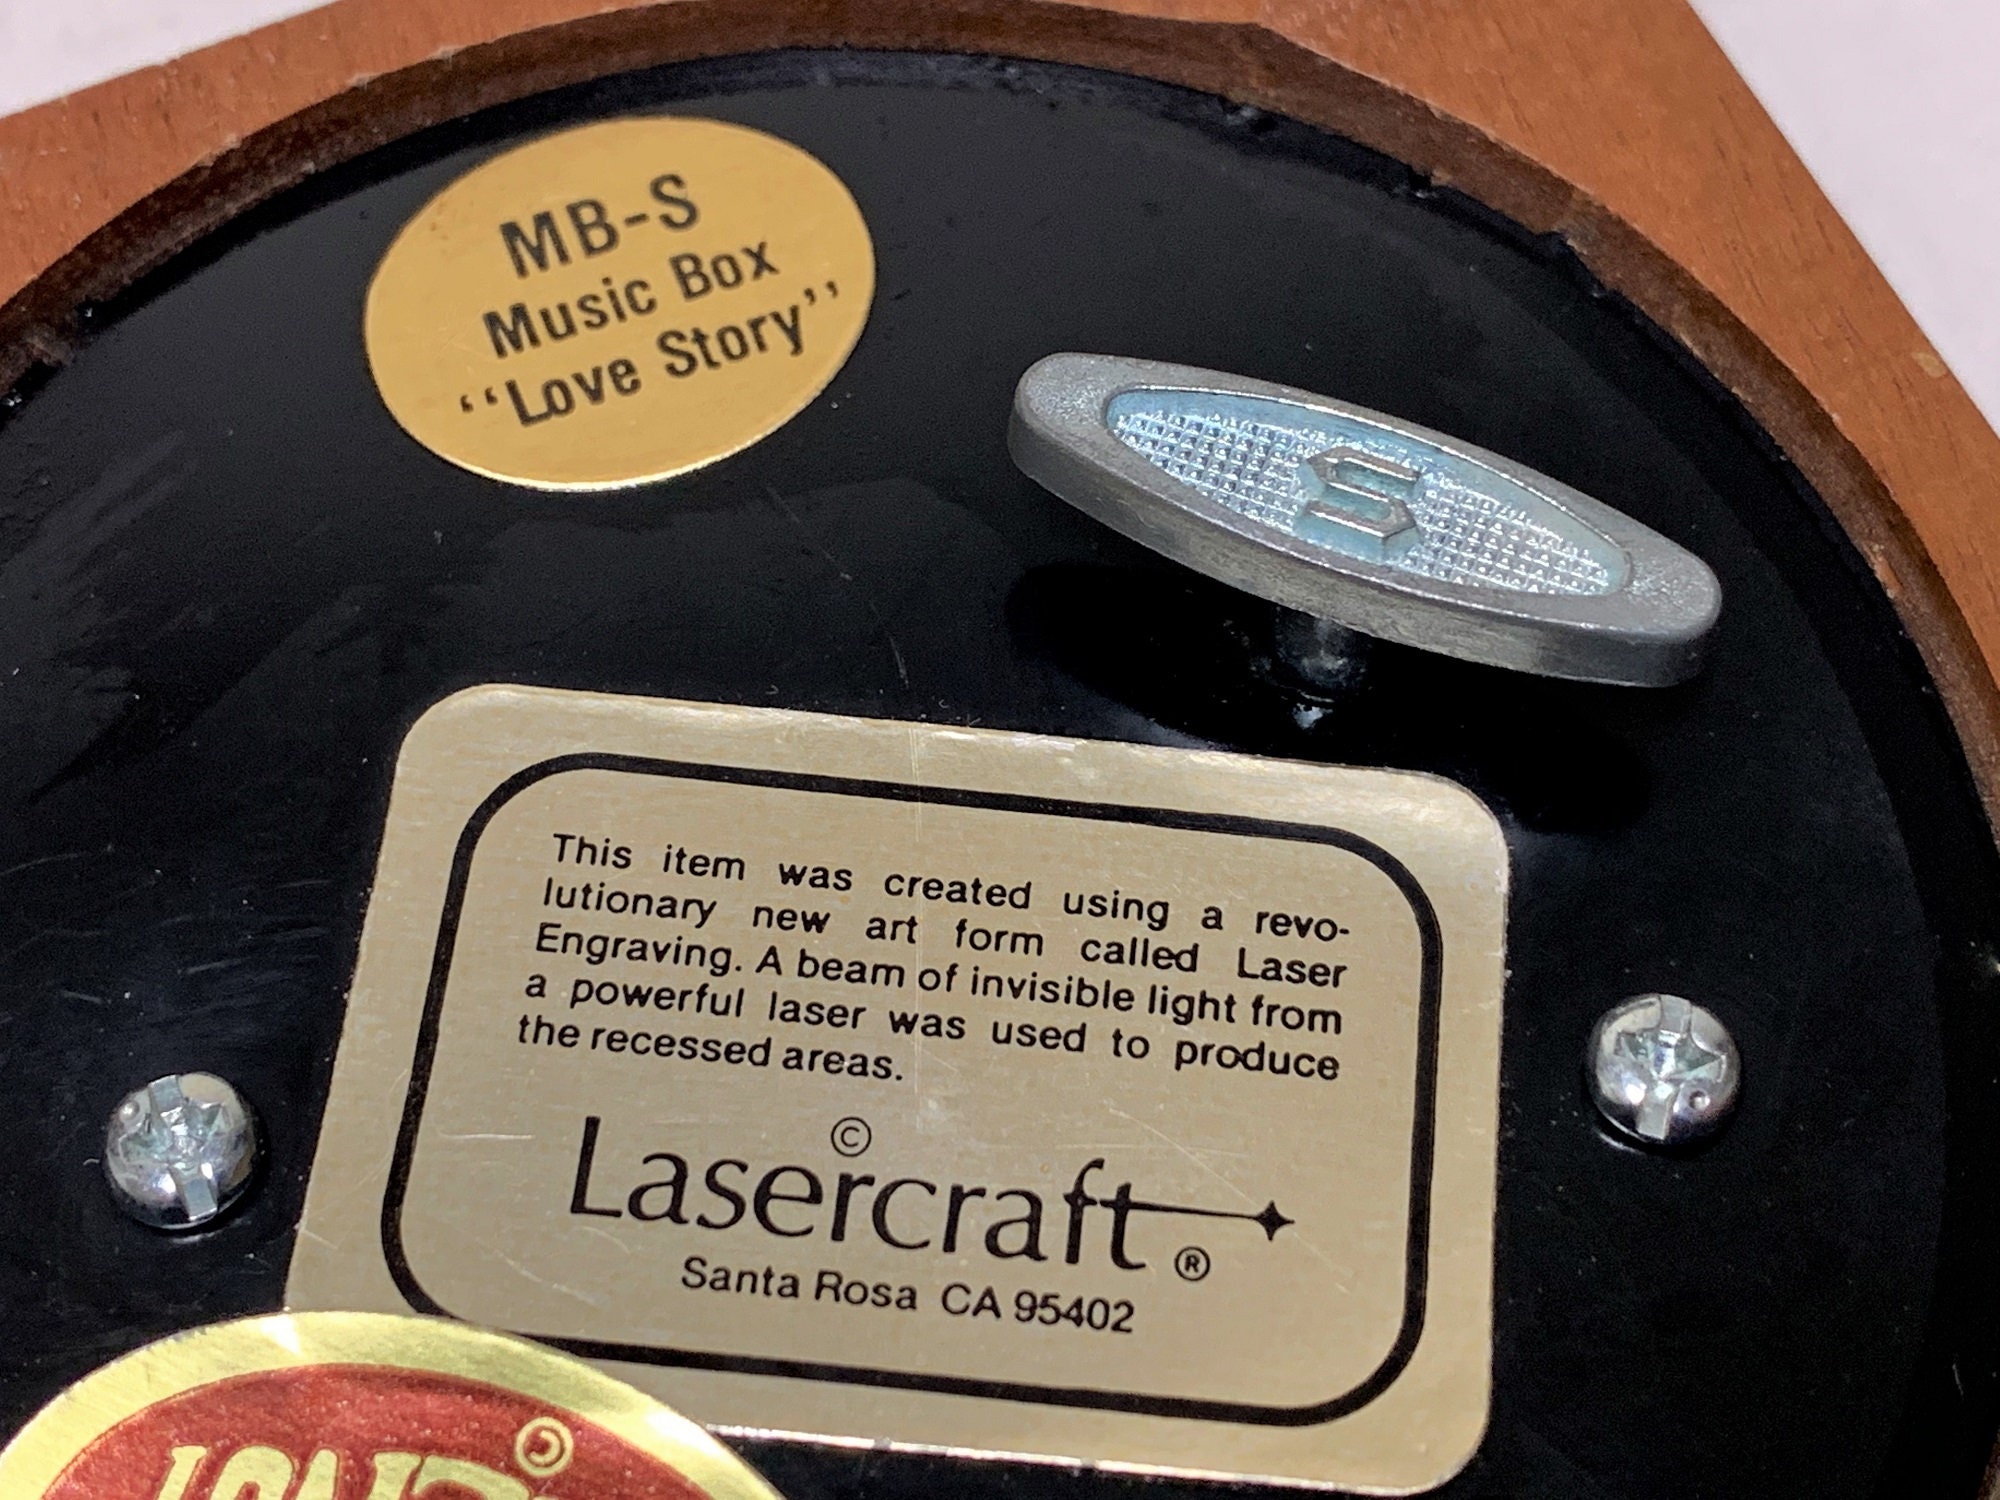 MB-S
Music Box
“Love Story”
S
This item was created using a revo-
lutionary new art form called Laser
Engraving. A beam of invisible light from
a powerful laser was used to produce
the recessed areas.
©
Lasercraft ®
Santa Rosa CA 95402
©